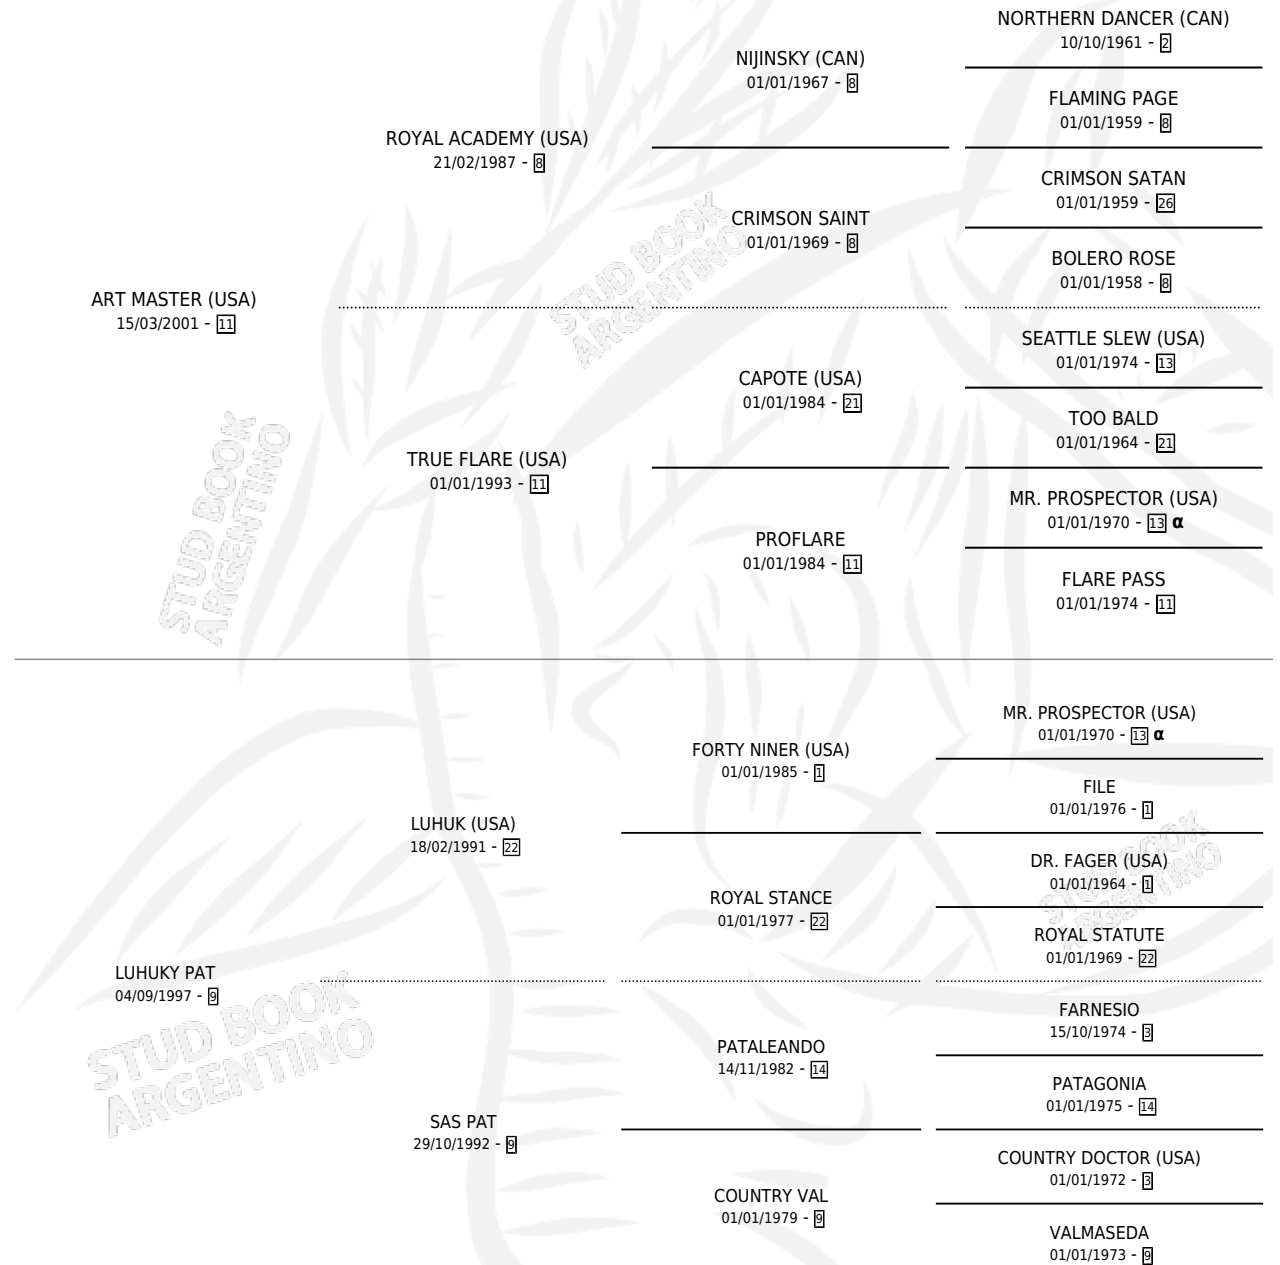 NORTHERN DANCER (CAN)
10/10/1961 - 2
NIJINSKY (CAN)
01/01/1967 - 8
FLAMING PAGE
01/01/1959 - 8
ROYAL ACADEMY (USA)
21/02/1987 - 8
CRIMSON SATAN
01/01/1959 - 26
CRIMSON SAINT
01/01/1969 - 8
BOLERO ROSE
01/01/1958 - 8
ART MASTER (USA)
15/03/2001 - 11
SEATTLE SLEW (USA)
01/01/1974 - 13
CAPOTE (USA)
01/01/1984 - 21
TOO BALD
01/01/1964 - 21
TRUE FLARE (USA)
01/01/1993 - 11
MR. PROSPECTOR (USA)
01/01/1970 - 13 α
PROFLARE
01/01/1984 - 11
FLARE PASS
01/01/1974 - 11
MR. PROSPECTOR (USA)
01/01/1970 - 13 α
FORTY NINER (USA)
01/01/1985 - 1
FILE
01/01/1976 - 1
LUHUK (USA)
18/02/1991 - 22
DR. FAGER (USA)
01/01/1964 - 1
ROYAL STANCE
01/01/1977 - 22
ROYAL STATUTE
01/01/1969 - 22
LUHUKY PAT
04/09/1997 - 9
FARNESIO
15/10/1974 - 3
PATALEANDO
14/11/1982 - 14
PATAGONIA
01/01/1975 - 14
SAS PAT
29/10/1992 - 9
COUNTRY DOCTOR (USA)
01/01/1972 - 3
COUNTRY VAL
01/01/1979 - 9
VALMASEDA
01/01/1973 - 9
STUD BOOK
ARGENTINO
STUD BOOK
ARGENTINO
STUD BOOK
ARGENTINO
STUD BOOK
ARGENTINO